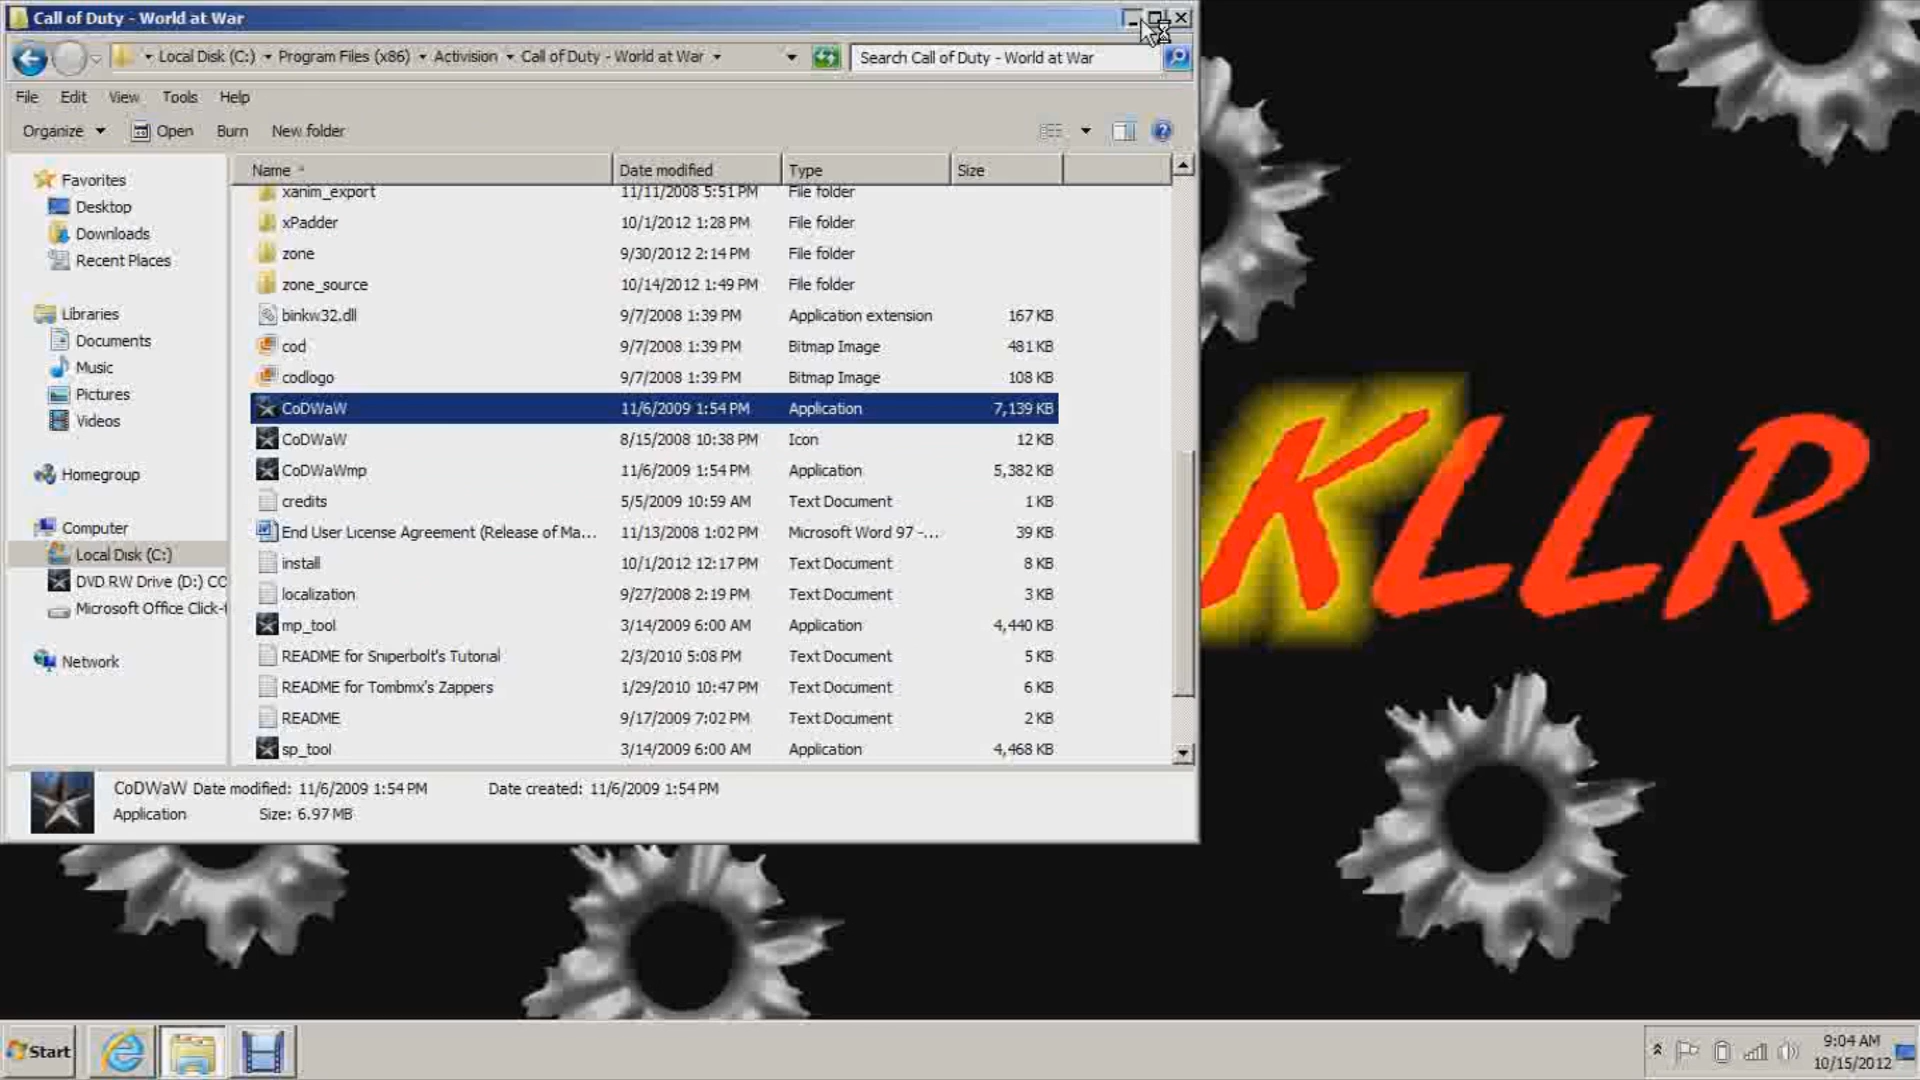 Call of Duty - World at War
Local Disk (C:) Program Files (x86) Activision Call of Duty - World at War
Search Call of Duty - World at War
File Edit View Tools Help
Organize Open Burn New folder
Favorites
Desktop
Downloads
Recent Places
Libraries
Documents
Music
Pictures
Videos
Homegroup
Computer
Local Disk (C:)
DVD RW Drive (D:) CO
Microsoft Office Click-t
Network
Name Date modified Type Size
xanim_export 11/11/2008 5:51 PM File folder
xPadder 10/1/2012 1:28 PM File folder
zone 9/30/2012 2:14 PM File folder
zone_source 10/14/2012 1:49 PM File folder
binkw32.dll 9/7/2008 1:39 PM Application extension 167 KB
cod 9/7/2008 1:39 PM Bitmap Image 481 KB
codlogo 9/7/2008 1:39 PM Bitmap Image 108 KB
CoDWaW 11/6/2009 1:54 PM Application 7,139 KB
CoDWaW 8/15/2008 10:38 PM Icon 12 KB
CoDWaWmp 11/6/2009 1:54 PM Application 5,382 KB
credits 5/5/2009 10:59 AM Text Document 1 KB
End User License Agreement (Release of Ma... 11/13/2008 1:02 PM Microsoft Word 97 -... 39 KB
install 10/1/2012 12:17 PM Text Document 8 KB
localization 9/27/2008 2:19 PM Text Document 3 KB
mp_tool 3/14/2009 6:00 AM Application 4,440 KB
README for Sniperbolt's Tutorial 2/3/2010 5:08 PM Text Document 5 KB
README for Tombmx's Zappers 1/29/2010 10:47 PM Text Document 6 KB
README 9/17/2009 7:02 PM Text Document 2 KB
sp_tool 3/14/2009 6:00 AM Application 4,468 KB
CoDWaW Date modified: 11/6/2009 1:54 PM Date created: 11/6/2009 1:54 PM
Application Size: 6.97 MB
KLLR
Start
9:04 AM
10/15/2012